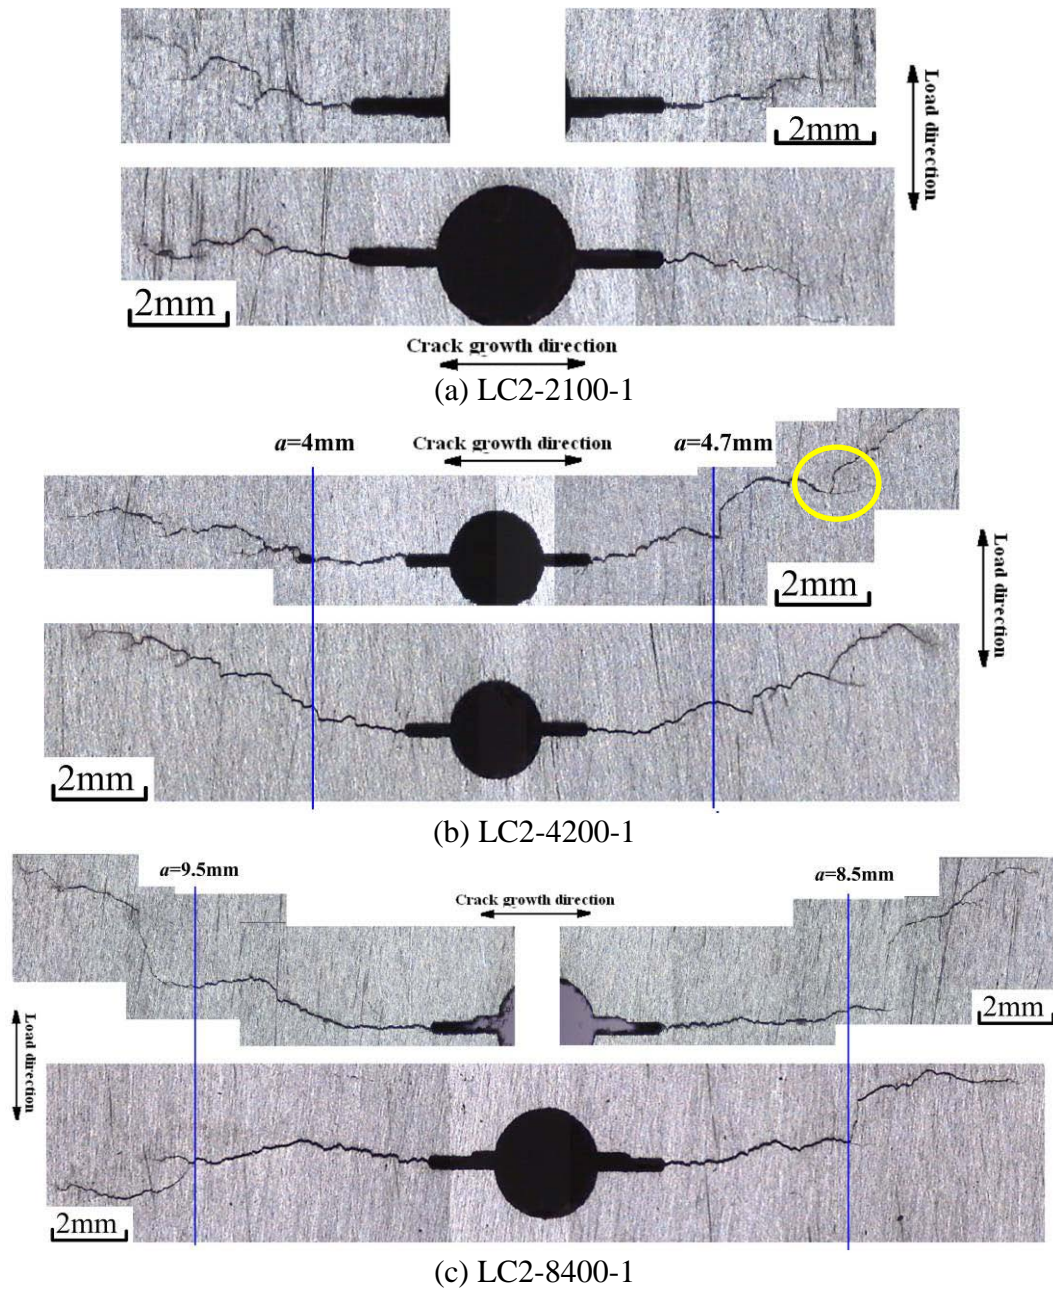 Load direction
2mm
2mm
Crack growth direction
(a) LC2-2100-1
a=4mm
Crack growth direction
a=4.7mm
2mm
Load direction
2mm
(b) LC2-4200-1
a=9.5mm
Crack growth direction
a=8.5mm
2mm
Load direction
2mm
(c) LC2-8400-1